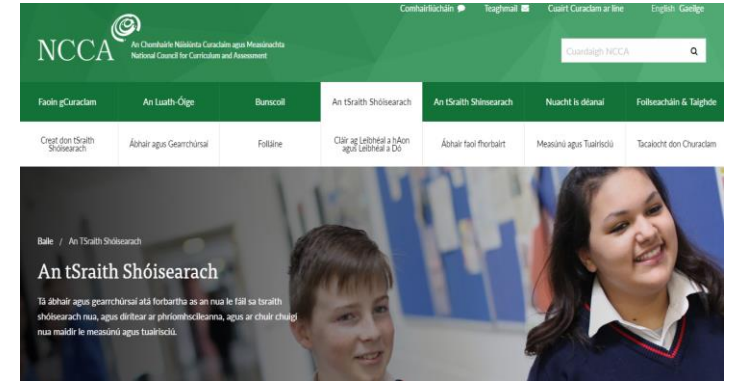 Comhairliúcháin
Teagmháil
Cuairt Curaclam ar líne
English Gaeilge
NCCA
An Chomhairle Náisiúnta Curaclaim agus Measúnachta
National Council for Curriculum and Assessment
Cuardaigh NCCA
Faoin gCuraclam
An Luath-Óige
Bunscoil
An tSraith Shóisearach
An tSraith Shinsearach
Nuacht is déanaí
Foilseacháin & Taighde
Creat don tSraith
Shóisearach
Ábhair agus Gearrchúrsaí
Folláine
Cláir ag Leibhéal a hAon
agus Leibhéal a Dó
Ábhair faoi fhorbairt
Measúnú agus Tuairisciú
Tacaíocht don Churaclam
Baile / An TSraith Shóisearach
An tSraith Shóisearach
Tá ábhair agus gearrchúrsaí atá forbartha as an nua le fáil sa tsraith
shóisearach nua, agus dírítear ar phríomhscileanna, agus ar chuir chuigí
nua maidir le measúnú agus tuairisciú.